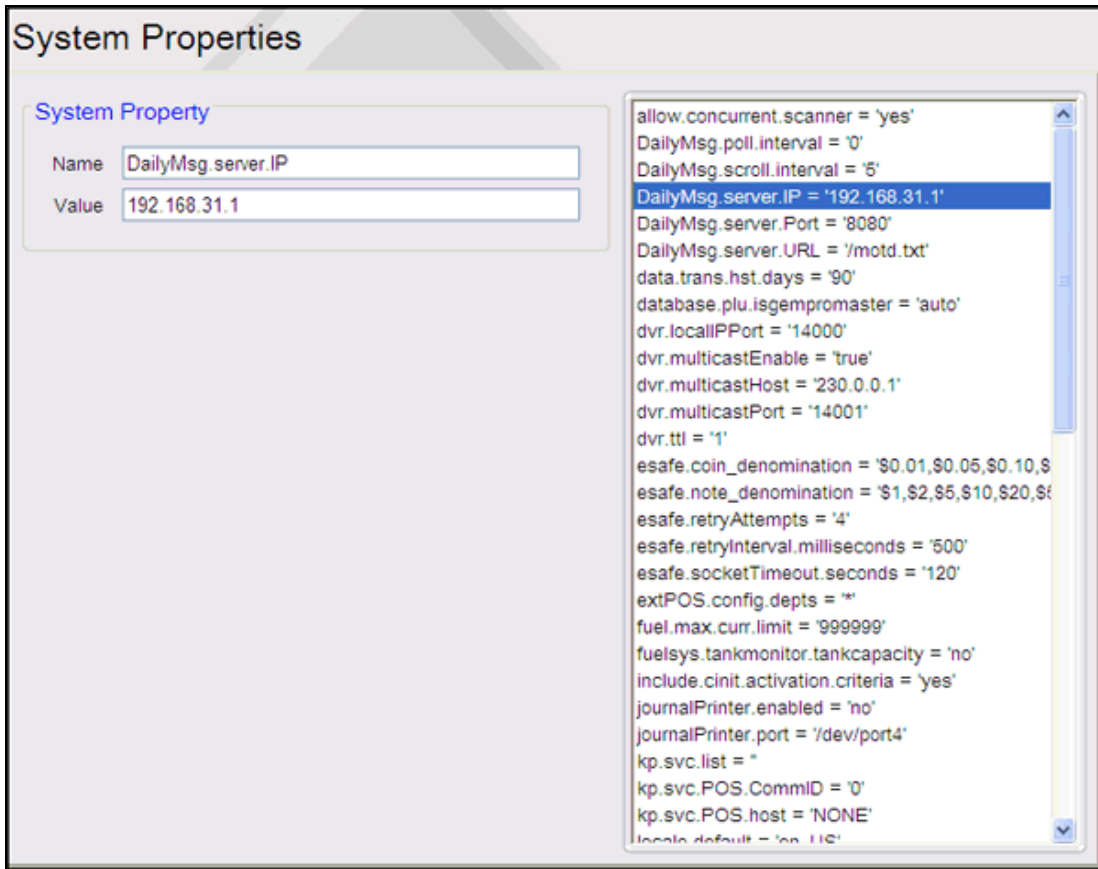 System Properties
System Property
Name DailyMsg.server.IP
Value 192.168.31.1
allow.concurrent.scanner = 'yes'
DailyMsg.poll.interval = '0'
DailyMsg.scroll.interval = '5'
DailyMsg.server.IP = '192.168.31.1'
DailyMsg.server.Port = '8080'
DailyMsg.server.URL = '/motd.txt'
data.trans.hst.days = '90'
database.plu.isgempromaster = 'auto'
dvr.localIPPort = '14000'
dvr.multicastEnable = 'true'
dvr.multicastHost = '230.0.0.1'
dvr.multicastPort = '14001'
dvr.ttl = '1'
esafe.coin_denomination = '$0.01,$0.05,$0.10,$
esafe.note_denomination = '$1,$2,$5,$10,$20,$
esafe.retryAttempts = '4'
esafe.retryInterval.milliseconds = '500'
esafe.socketTimeout.seconds = '120'
extPOS.config.depts = '*'
fuel.max.curr.limit = '999999'
fuelsys.tankmonitor.tankcapacity = 'no'
include.cinit.activation.criteria = 'yes'
journalPrinter.enabled = 'no'
journalPrinter.port = '/dev/port4'
kp.svc.list = ''
kp.svc.POS.CommID = '0'
kp.svc.POS.host = 'NONE'
locale.default = 'en_US'